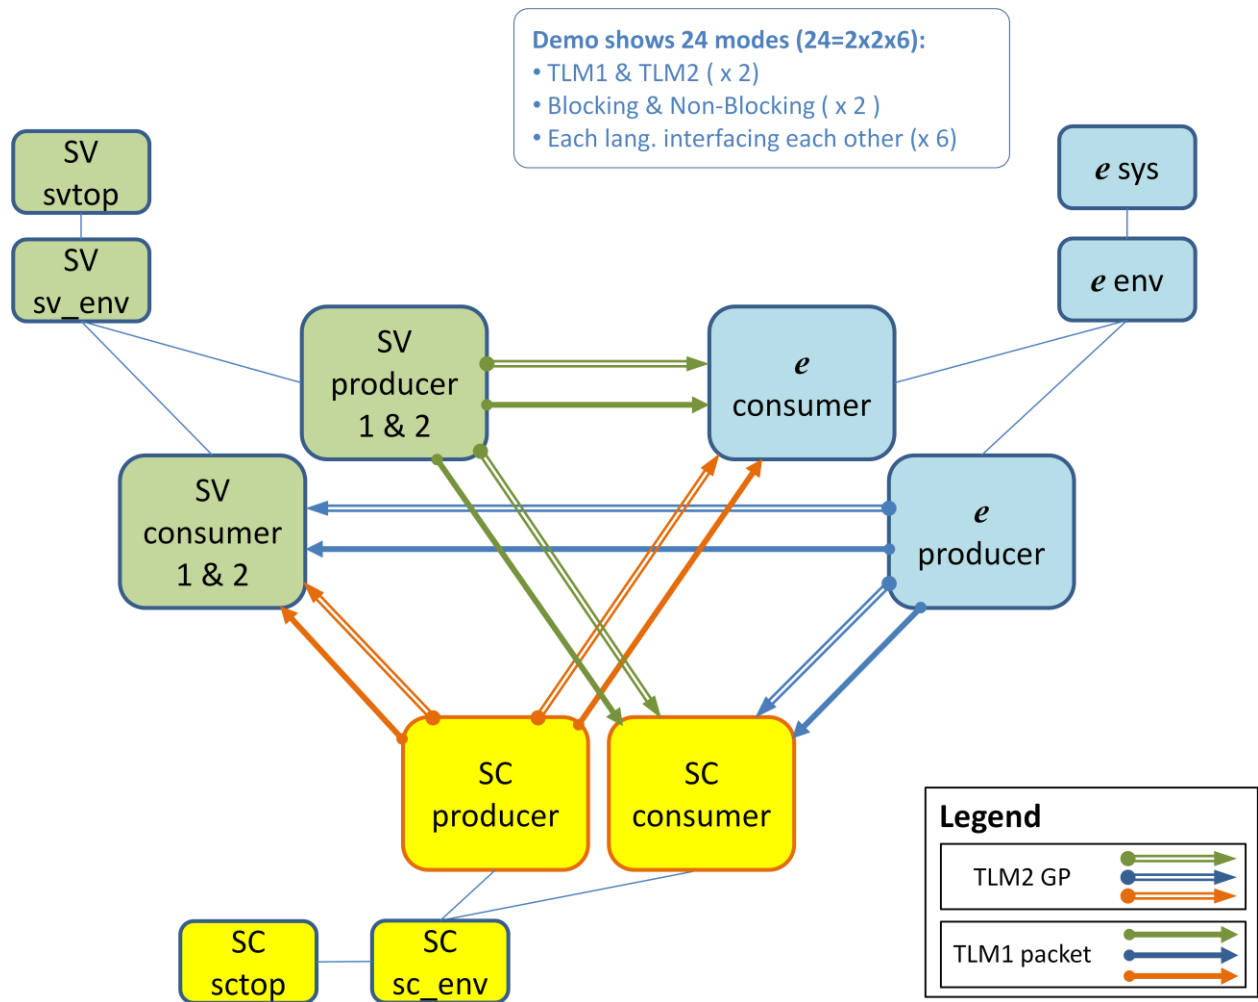 Demo shows 24 modes (24=2x2x6):
• TLM1 & TLM2 ( x 2)
• Blocking & Non-Blocking ( x 2 )
• Each lang. interfacing each other (x 6)
SV
svtop
e sys
SV
sv_env
e env
SV
producer
1 & 2
e
consumer
SV
consumer
1 & 2
e
producer
SC
producer
SC
consumer
Legend
TLM2 GP
TLM1 packet
SC
sctop
SC
sc_env